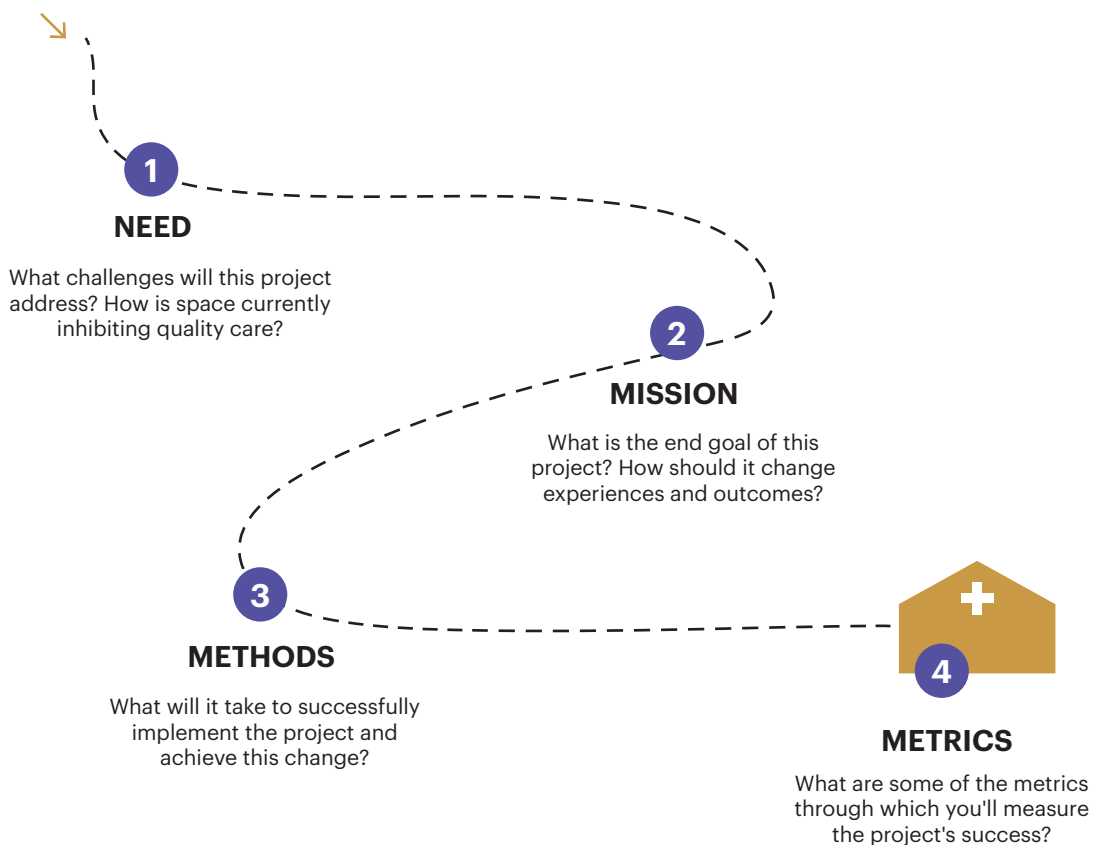 1
NEED
What challenges will this project
address? How is space currently
inhibiting quality care?
2
MISSION
What is the end goal of this
project? How should it change
experiences and outcomes?
3
METHODS
What will it take to successfully
implement the project and
achieve this change?
4
METRICS
What are some of the metrics
through which you'll measure
the project's success?